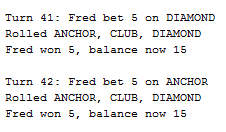 Turn 41: Fred bet 5 on DIAMOND
Rolled ANCHOR, CLUB, DIAMOND
Fred won 5, balance now 15
Turn 42: Fred bet 5 on ANCHOR
Rolled ANCHOR, CLUB, DIAMOND
Fred won 5, balance now 15